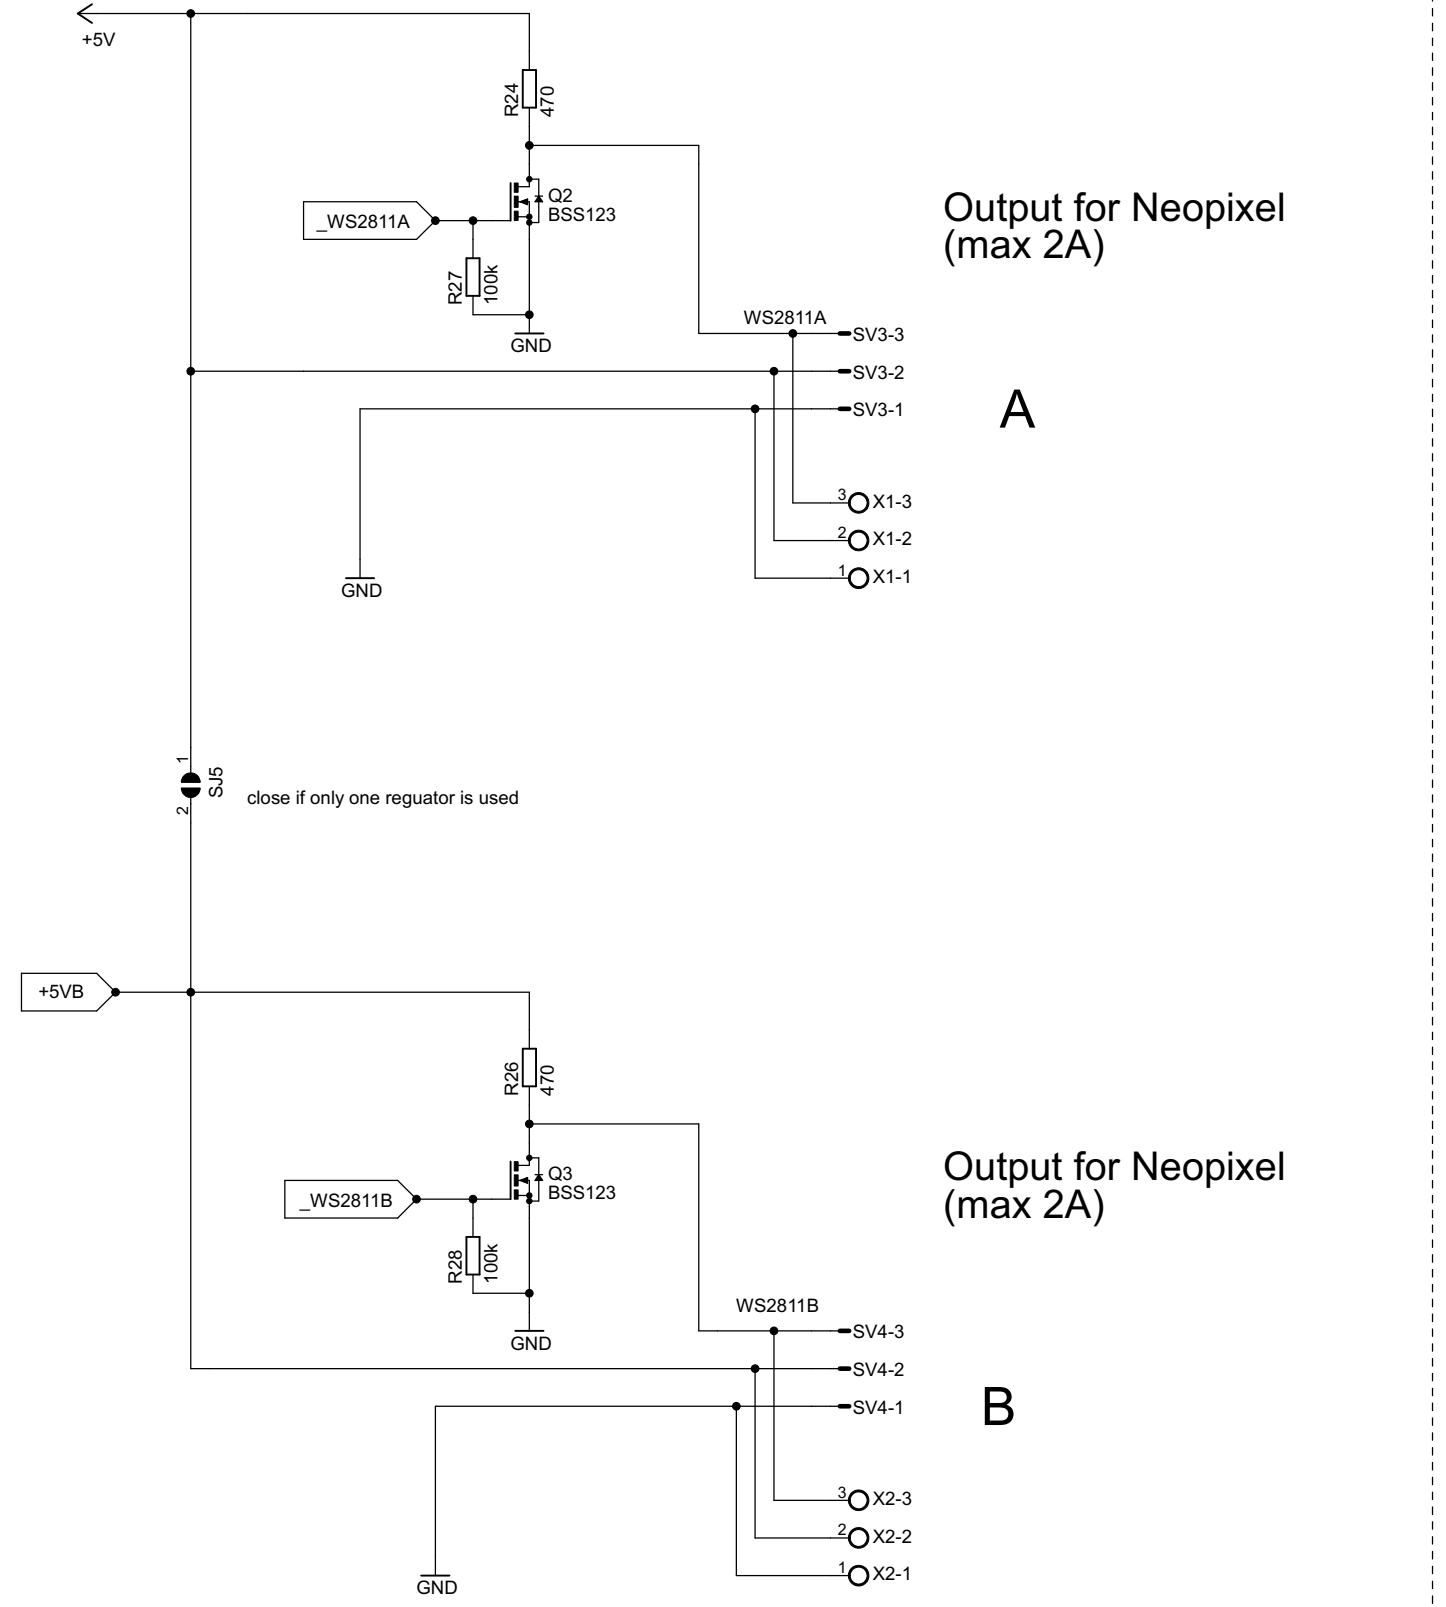 +5V
R24
470
Q2
BSS123
_WS2811A
R27
100k
GND
Output for Neopixel
(max 2A)
WS2811A
SV3-3
SV3-2
SV3-1
A
3
X1-3
2
X1-2
1
X1-1
GND
1
SJ5
2
close if only one reguator is used
+5VB
R26
470
Q3
BSS123
_WS2811B
R28
100k
GND
Output for Neopixel
(max 2A)
WS2811B
SV4-3
SV4-2
SV4-1
B
3
X2-3
2
X2-2
1
X2-1
GND